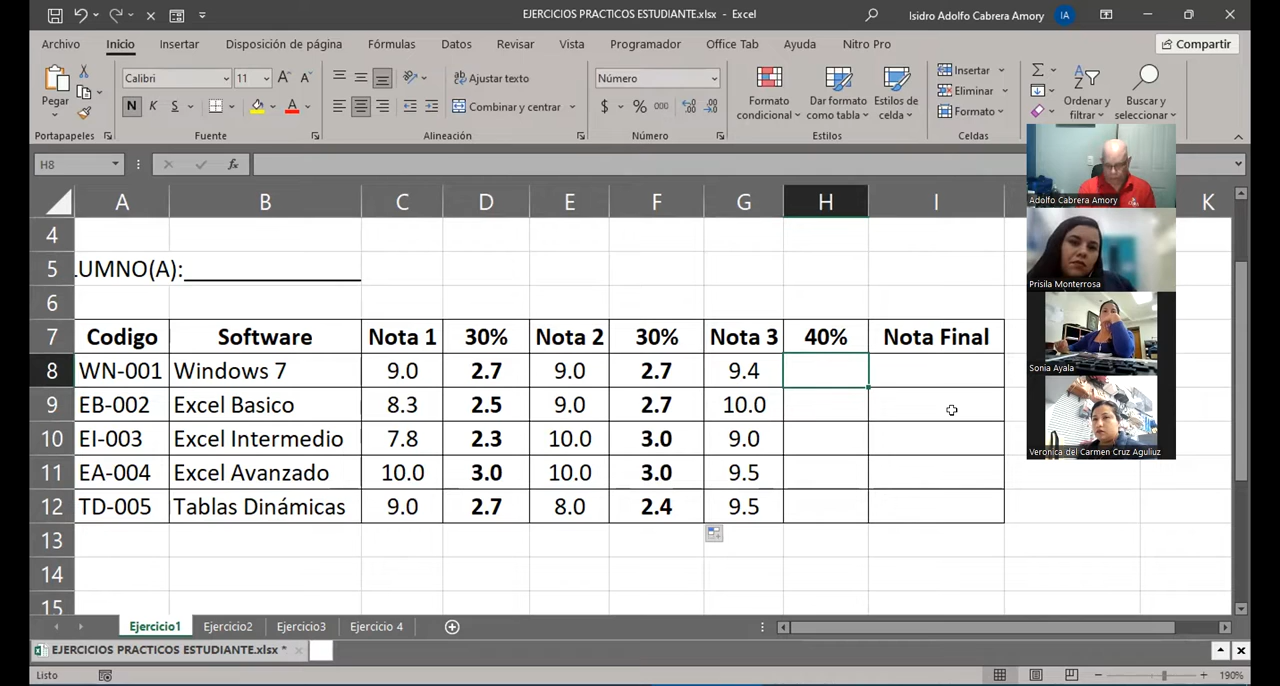 EJERCICIOS PRACTICOS ESTUDIANTE.xlsx - Excel
Isidro Adolfo Cabrera Amory IA
Archivo Inicio Insertar Disposición de página Fórmulas Datos Revisar Vista Programador Office Tab Ayuda Nitro Pro Compartir
Pegar
Calibri 11
N K S
Ajustar texto
Combinar y centrar
Número
$ % 000
Formato condicional
Dar formato como tabla
Estilos de celda
Insertar
Eliminar
Formato
Ordenar y filtrar
Buscar y seleccionar
Portapapeles Fuente Alineación Número Estilos Celdas
H8 fx
A B C D E F G H I K
4
5 LUMNO(A):_______________
6
7 Codigo Software Nota 1 30% Nota 2 30% Nota 3 40% Nota Final
8 WN-001 Windows 7 9.0 2.7 9.0 2.7 9.4
9 EB-002 Excel Basico 8.3 2.5 9.0 2.7 10.0
10 EI-003 Excel Intermedio 7.8 2.3 10.0 3.0 9.0
11 EA-004 Excel Avanzado 10.0 3.0 10.0 3.0 9.5
12 TD-005 Tablas Dinámicas 9.0 2.7 8.0 2.4 9.5
13
14
15
Adolfo Cabrera Amory
Prisila Monterrosa
Sonia Ayala
Veronica del Carmen Cruz Aguiluz
Ejercicio1 Ejercicio2 Ejercicio3 Ejercicio 4
EJERCICIOS PRACTICOS ESTUDIANTE.xlsx *
Listo 190%